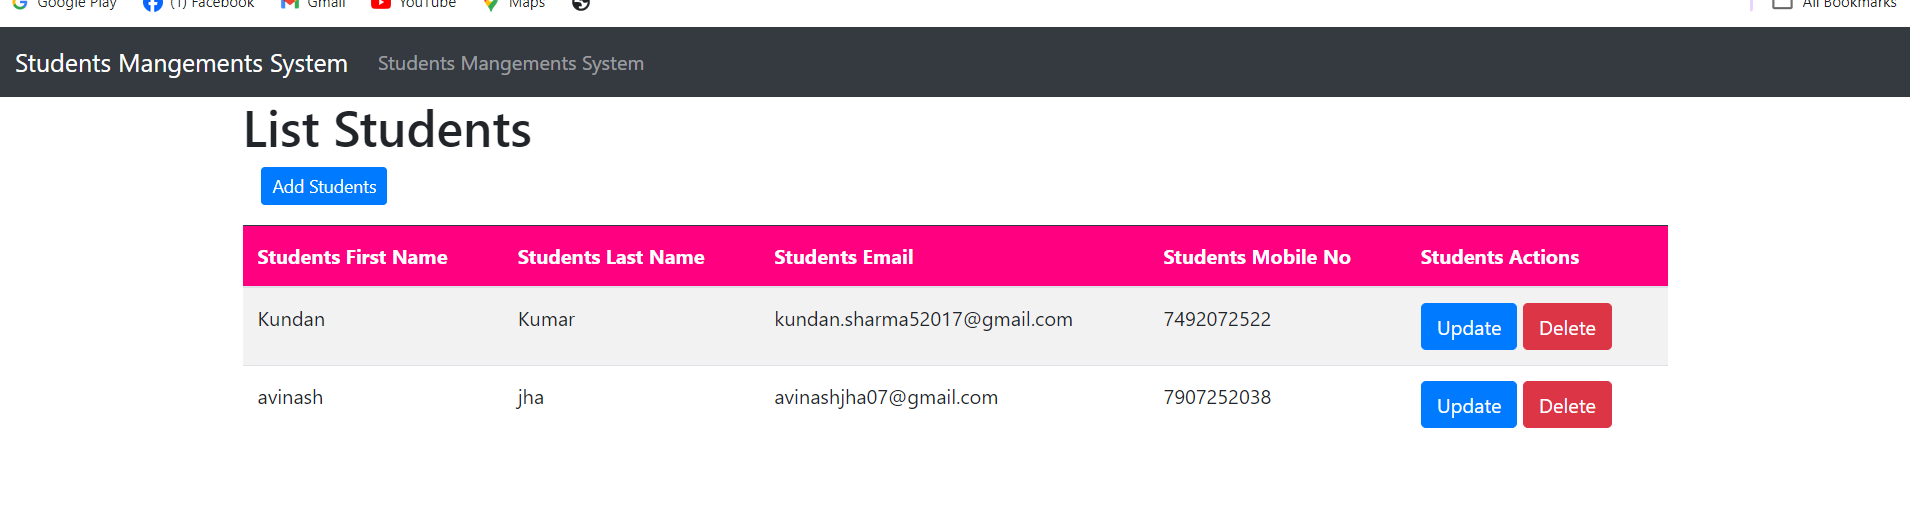 Google Play (1) Facebook Gmail YouTube Maps All Bookmarks
Students Mangements System Students Mangements System
List Students
Add Students
Students First Name Students Last Name Students Email Students Mobile No Students Actions
Kundan Kumar kundan.sharma52017@gmail.com 7492072522 Update Delete
avinash jha avinashjha07@gmail.com 7907252038 Update Delete